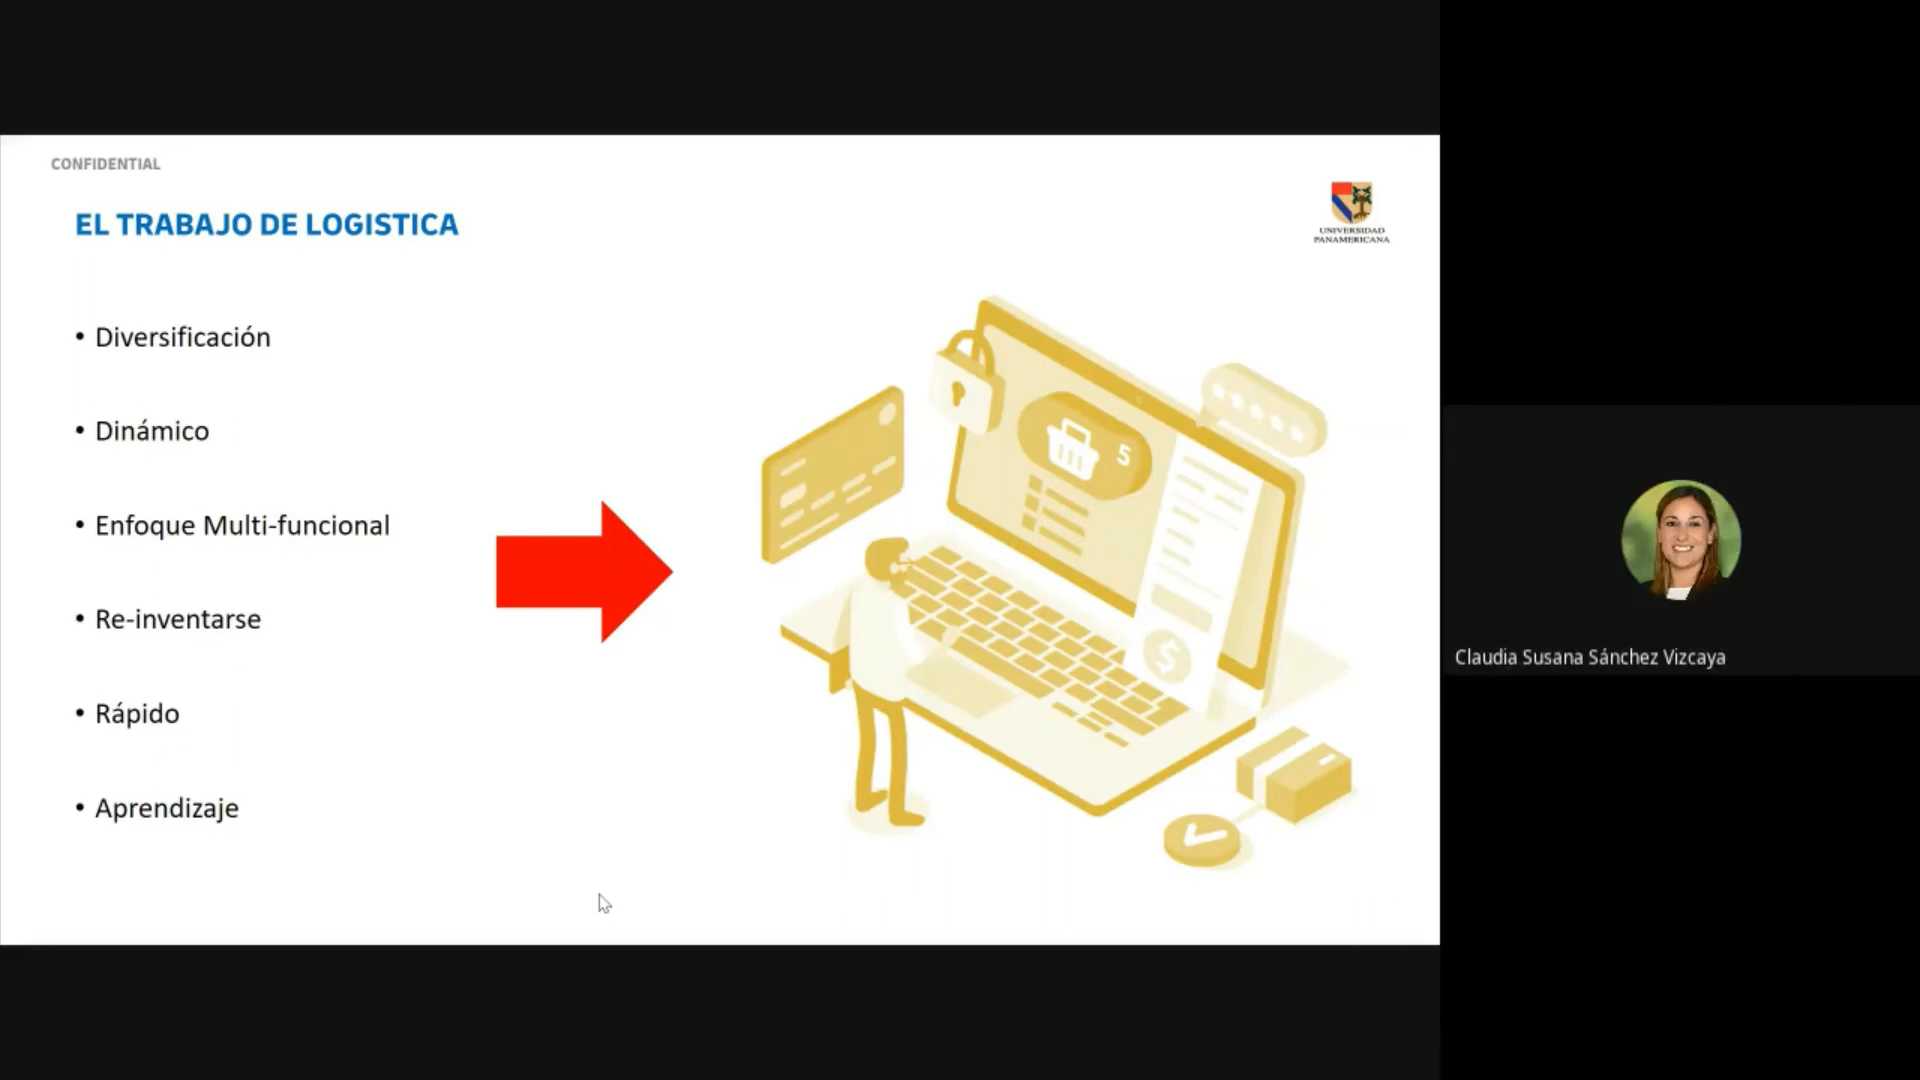 CONFIDENTIAL
EL TRABAJO DE LOGISTICA
UNIVERSIDAD
PANAMERICANA
• Diversificación
• Dinámico
• Enfoque Multi-funcional
• Re-inventarse
• Rápido
• Aprendizaje
5
$
Claudia Susana Sánchez Vizcaya